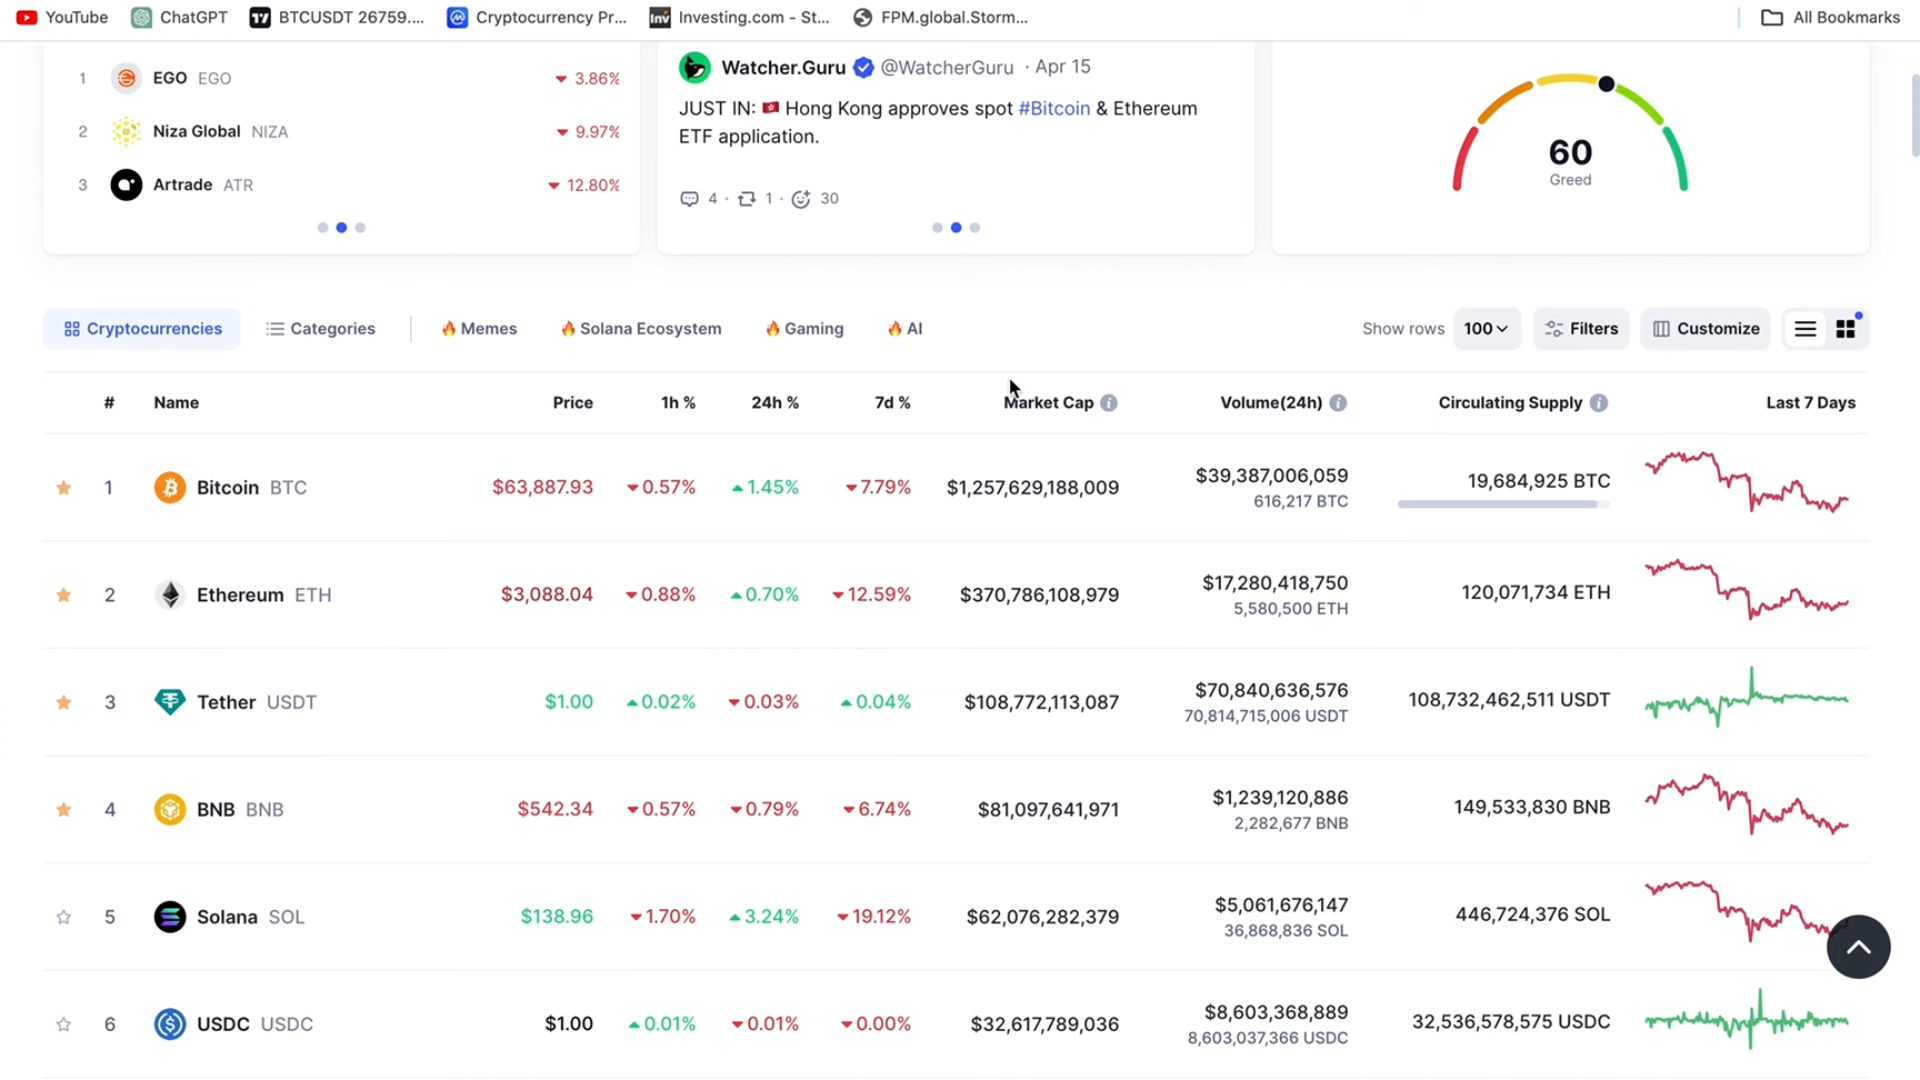 YouTube ChatGPT BTCUSDT 26759.... Cryptocurrency Pr... Investing.com - St... FPM.global.Storm... All Bookmarks
1 EGO EGO 3.86%
2 Niza Global NIZA 9.97%
3 Artrade ATR 12.80%
Watcher.Guru @WatcherGuru · Apr 15
JUST IN: 🇭🇰 Hong Kong approves spot #Bitcoin & Ethereum
ETF application.
4 · 1 · 30
60
Greed
Cryptocurrencies Categories 🔥 Memes 🔥 Solana Ecosystem 🔥 Gaming 🔥 AI Show rows 100 Filters Customize
# Name Price 1h % 24h % 7d % Market Cap Volume(24h) Circulating Supply Last 7 Days
1 Bitcoin BTC $63,887.93 0.57% 1.45% 7.79% $1,257,629,188,009 $39,387,006,059 19,684,925 BTC
616,217 BTC
2 Ethereum ETH $3,088.04 0.88% 0.70% 12.59% $370,786,108,979 $17,280,418,750 120,071,734 ETH
5,580,500 ETH
3 Tether USDT $1.00 0.02% 0.03% 0.04% $108,772,113,087 $70,840,636,576 108,732,462,511 USDT
70,814,715,006 USDT
4 BNB BNB $542.34 0.57% 0.79% 6.74% $81,097,641,971 $1,239,120,886 149,533,830 BNB
2,282,677 BNB
5 Solana SOL $138.96 1.70% 3.24% 19.12% $62,076,282,379 $5,061,676,147 446,724,376 SOL
36,868,836 SOL
6 USDC USDC $1.00 0.01% 0.01% 0.00% $32,617,789,036 $8,603,368,889 32,536,578,575 USDC
8,603,037,366 USDC